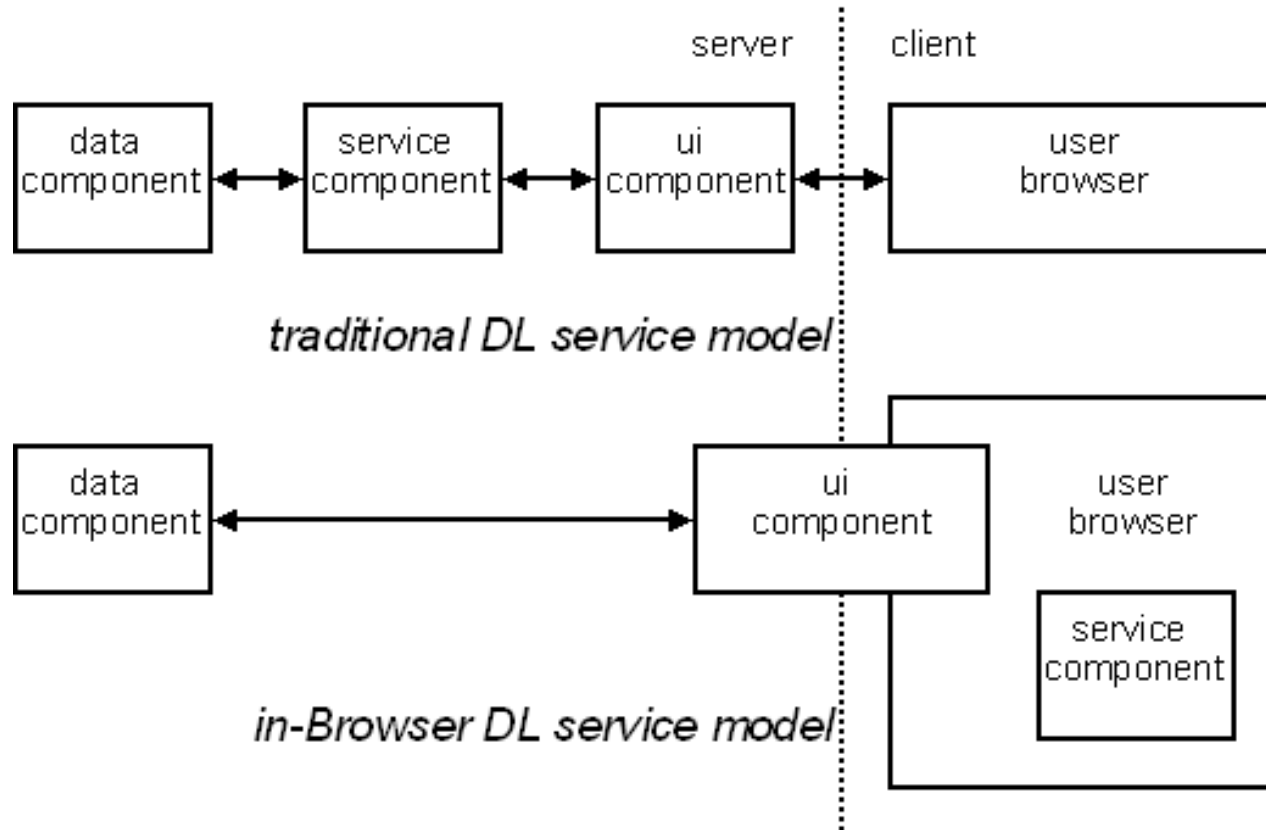 server
client
data
component
service
component
ui
component
user
browser
traditional DL service model
data
component
ui
component
user
browser
service
component
in-Browser DL service model